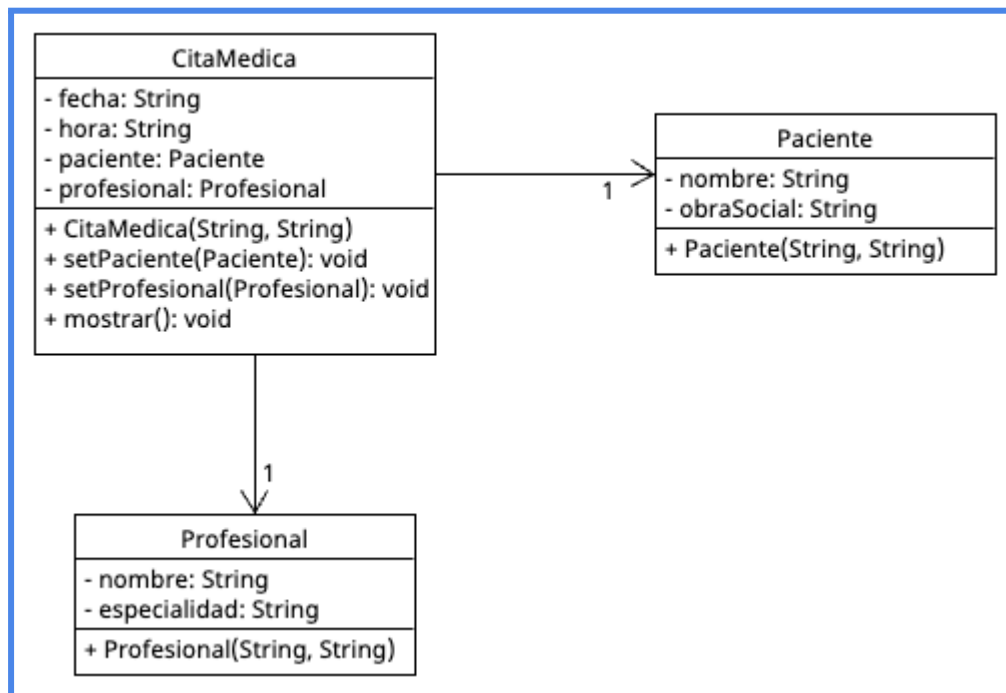 CitaMedica
- fecha: String
- hora: String
- paciente: Paciente
- profesional: Profesional
+ CitaMedica(String, String)
+ setPaciente(Paciente): void
+ setProfesional(Profesional): void
+ mostrar(): void
1
Paciente
- nombre: String
- obraSocial: String
+ Paciente(String, String)
1
Profesional
- nombre: String
- especialidad: String
+ Profesional(String, String)